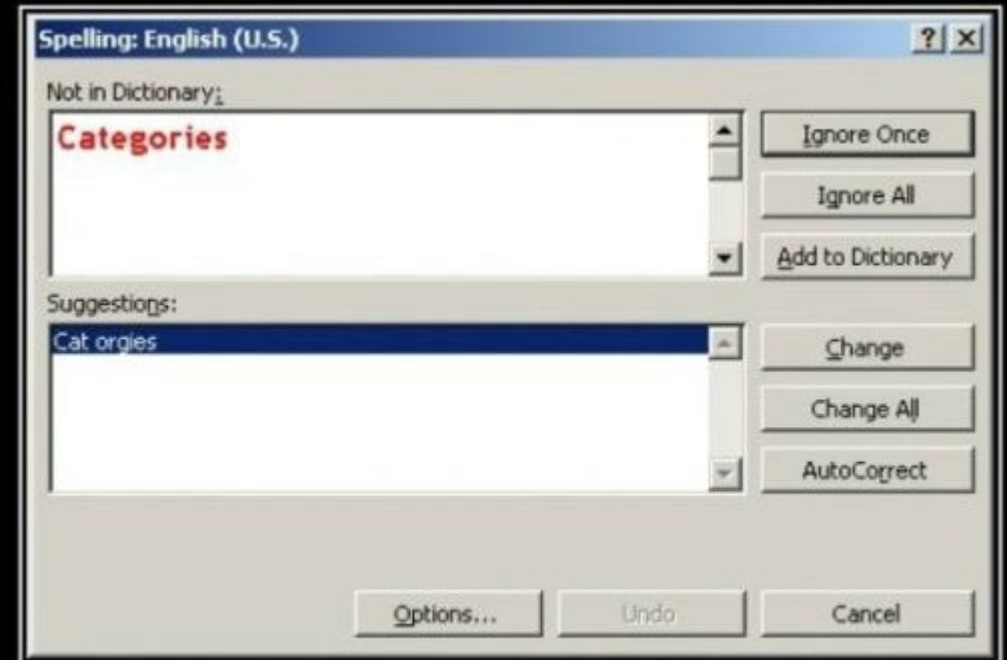 Spelling: English (U.S.)
? X
Not in Dictionary:
Categories
Ignore Once
Ignore All
Add to Dictionary
Suggestions:
Cat orgies
Change
Change All
AutoCorrect
Options...
Undo
Cancel